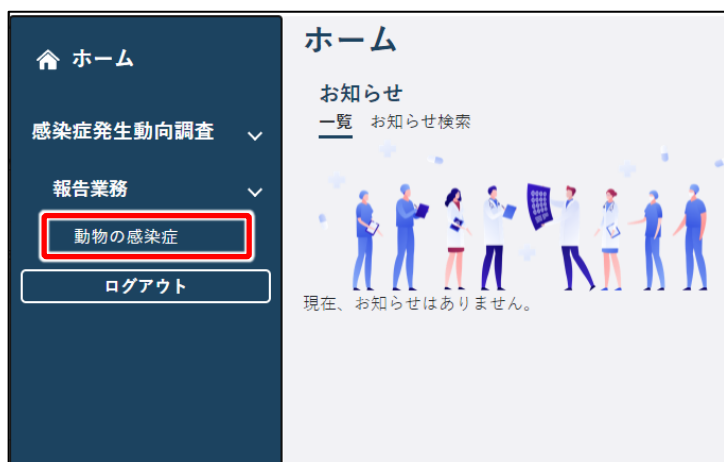 ホーム
感染症発生動向調査
報告業務
動物の感染症
ログアウト
ホーム
お知らせ
一覧 お知らせ検索
現在、お知らせはありません。